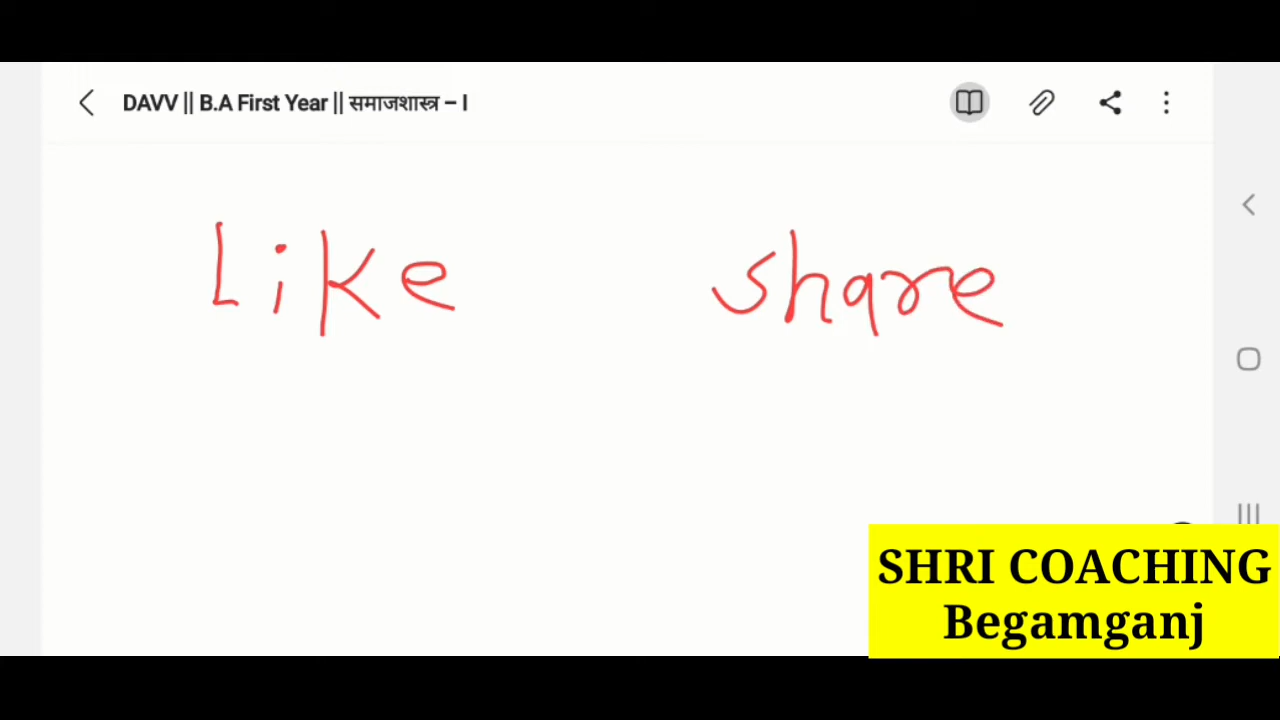 DAVV || B.A First Year || समाजशास्त्र – I
Like share
SHRI COACHING
Begamganj